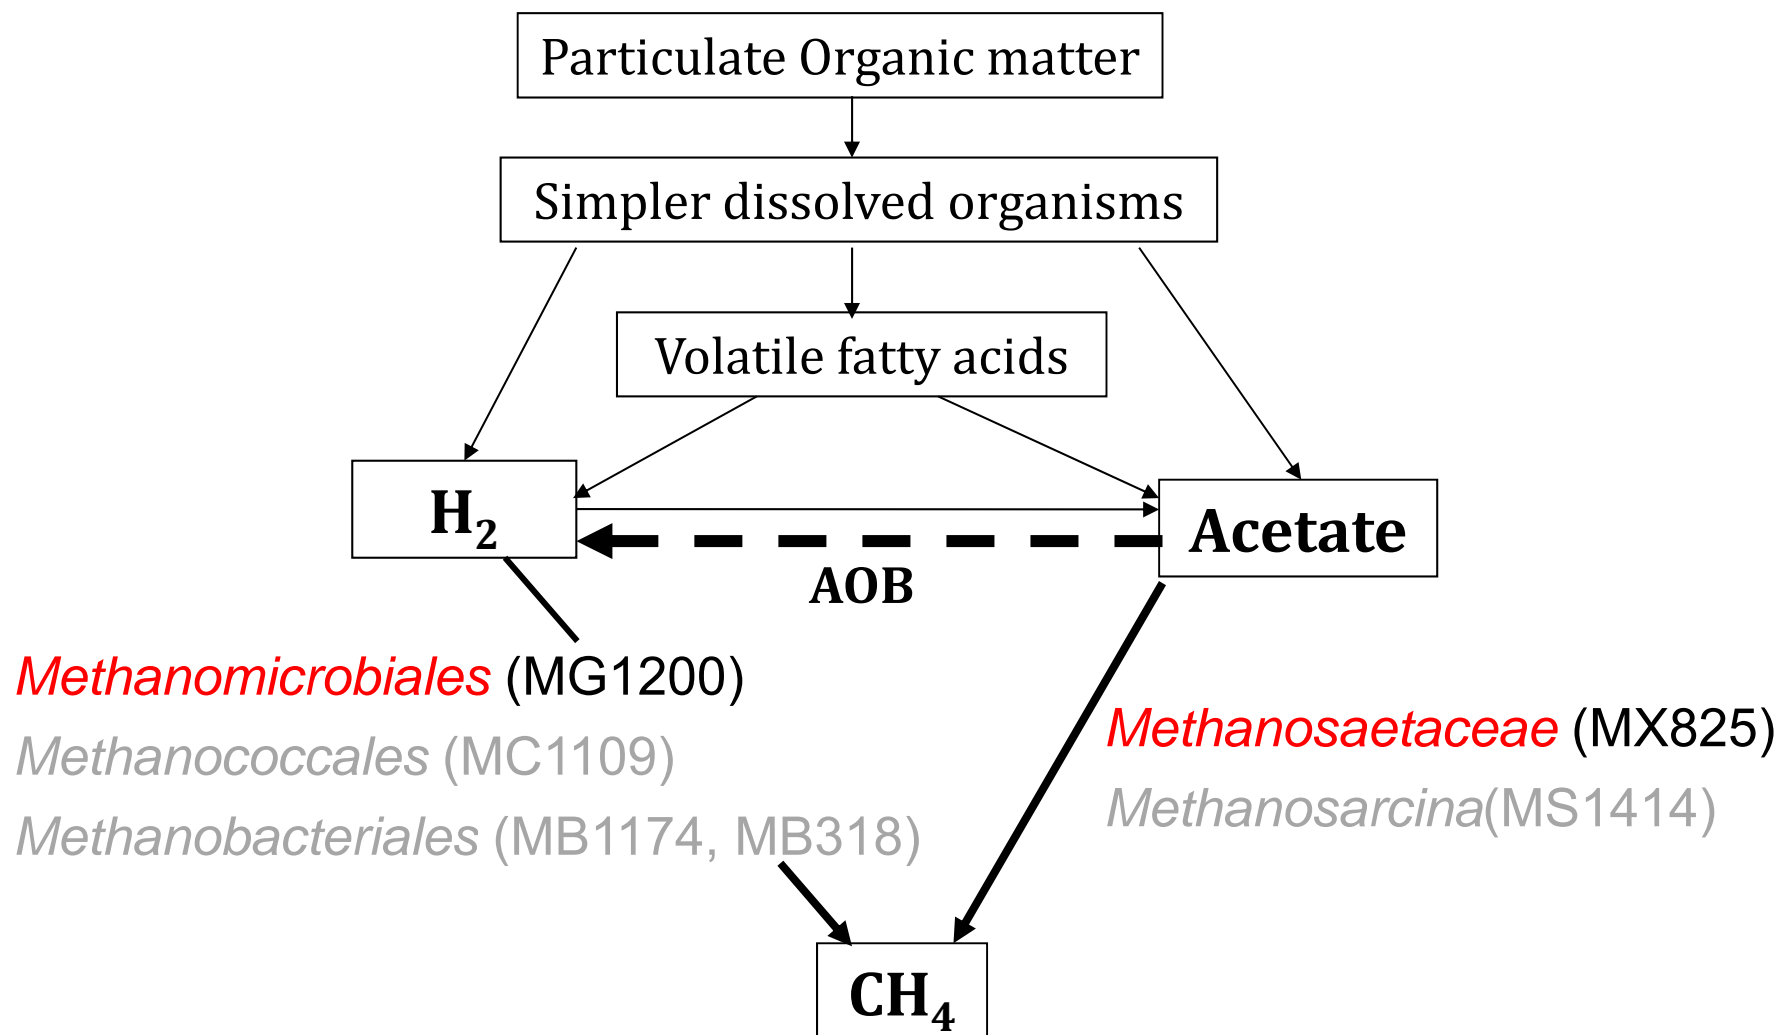 Particulate Organic matter
Simpler dissolved organisms
Volatile fatty acids
H₂
Acetate
AOB
Methanomicrobiales (MG1200)
Methanococcales (MC1109)
Methanobacteriales (MB1174, MB318)
Methanosaetaceae (MX825)
Methanosarcina(MS1414)
CH₄